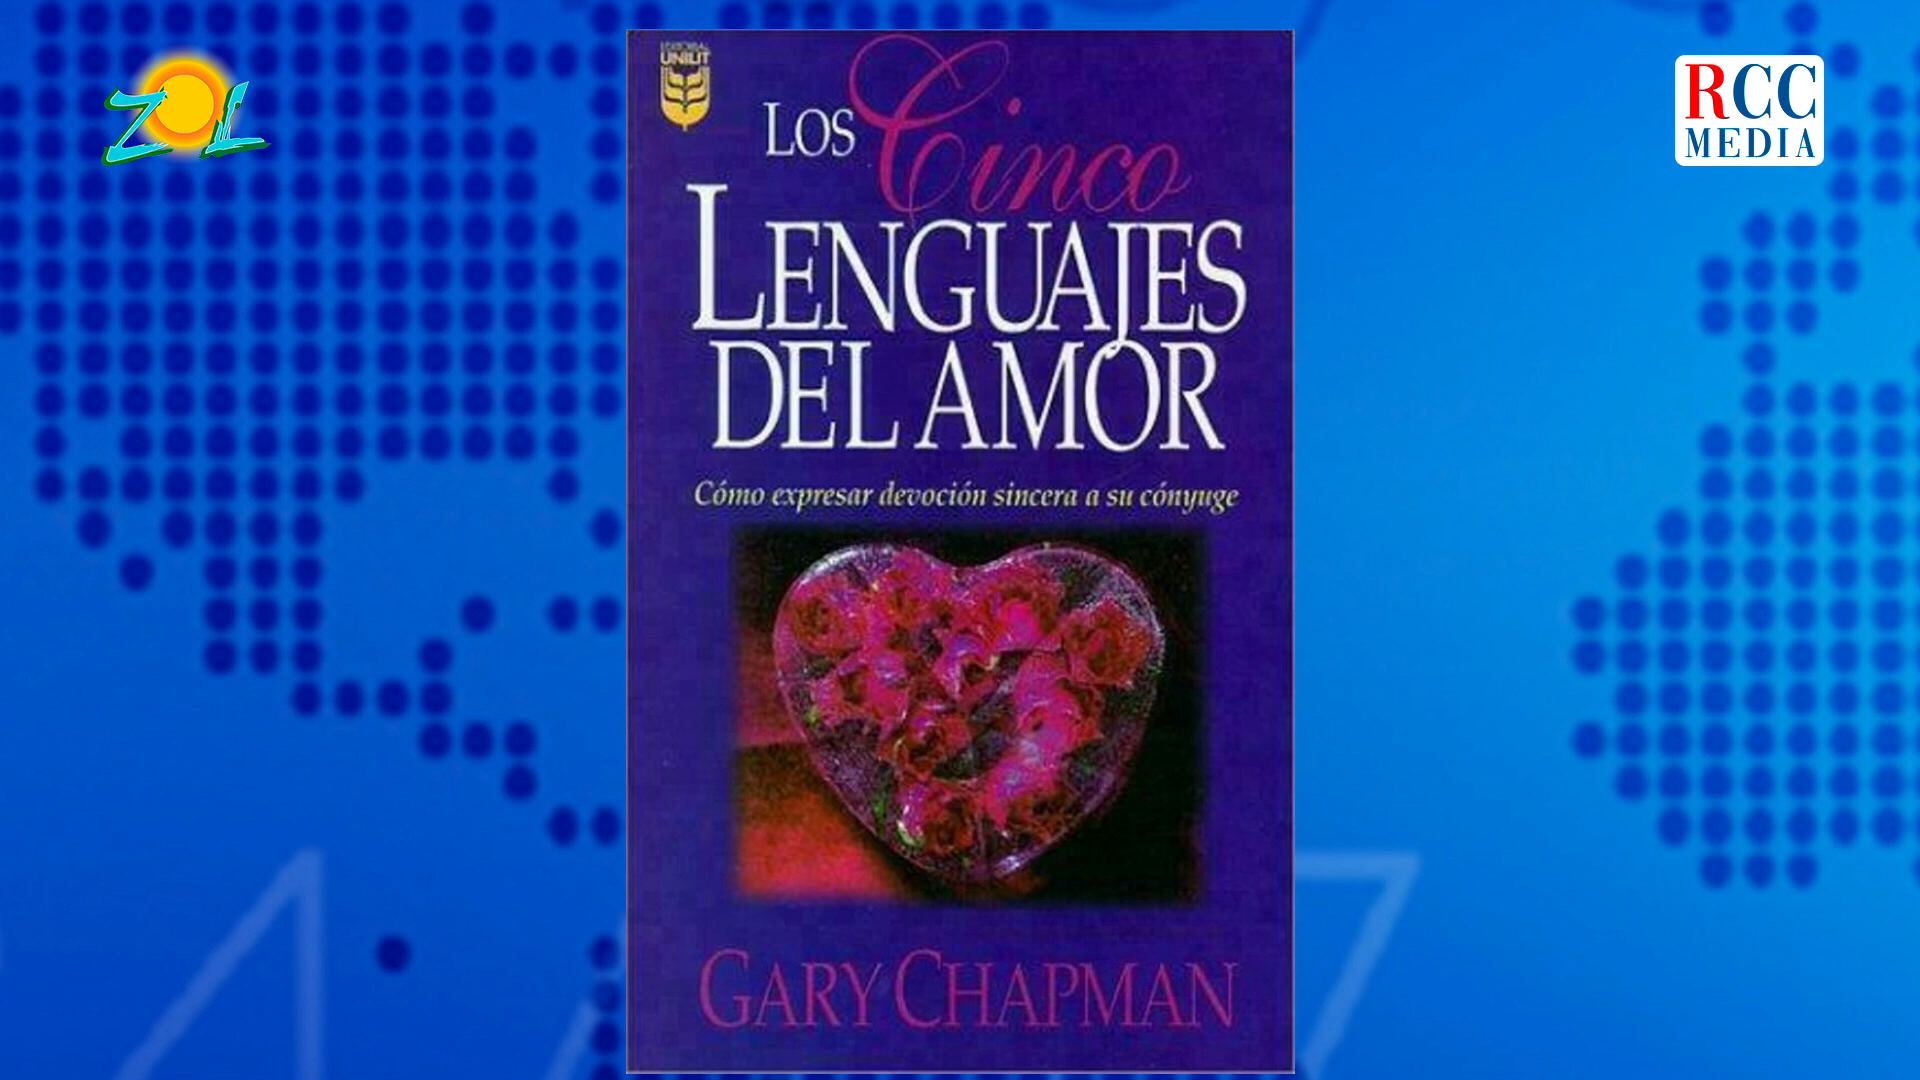 ZOL
RCC
MEDIA
EDITORIAL
UNILIT
LOS Cinco
LENGUAJES
DEL AMOR
Cómo expresar devoción sincera a su cónyuge
GARY CHAPMAN